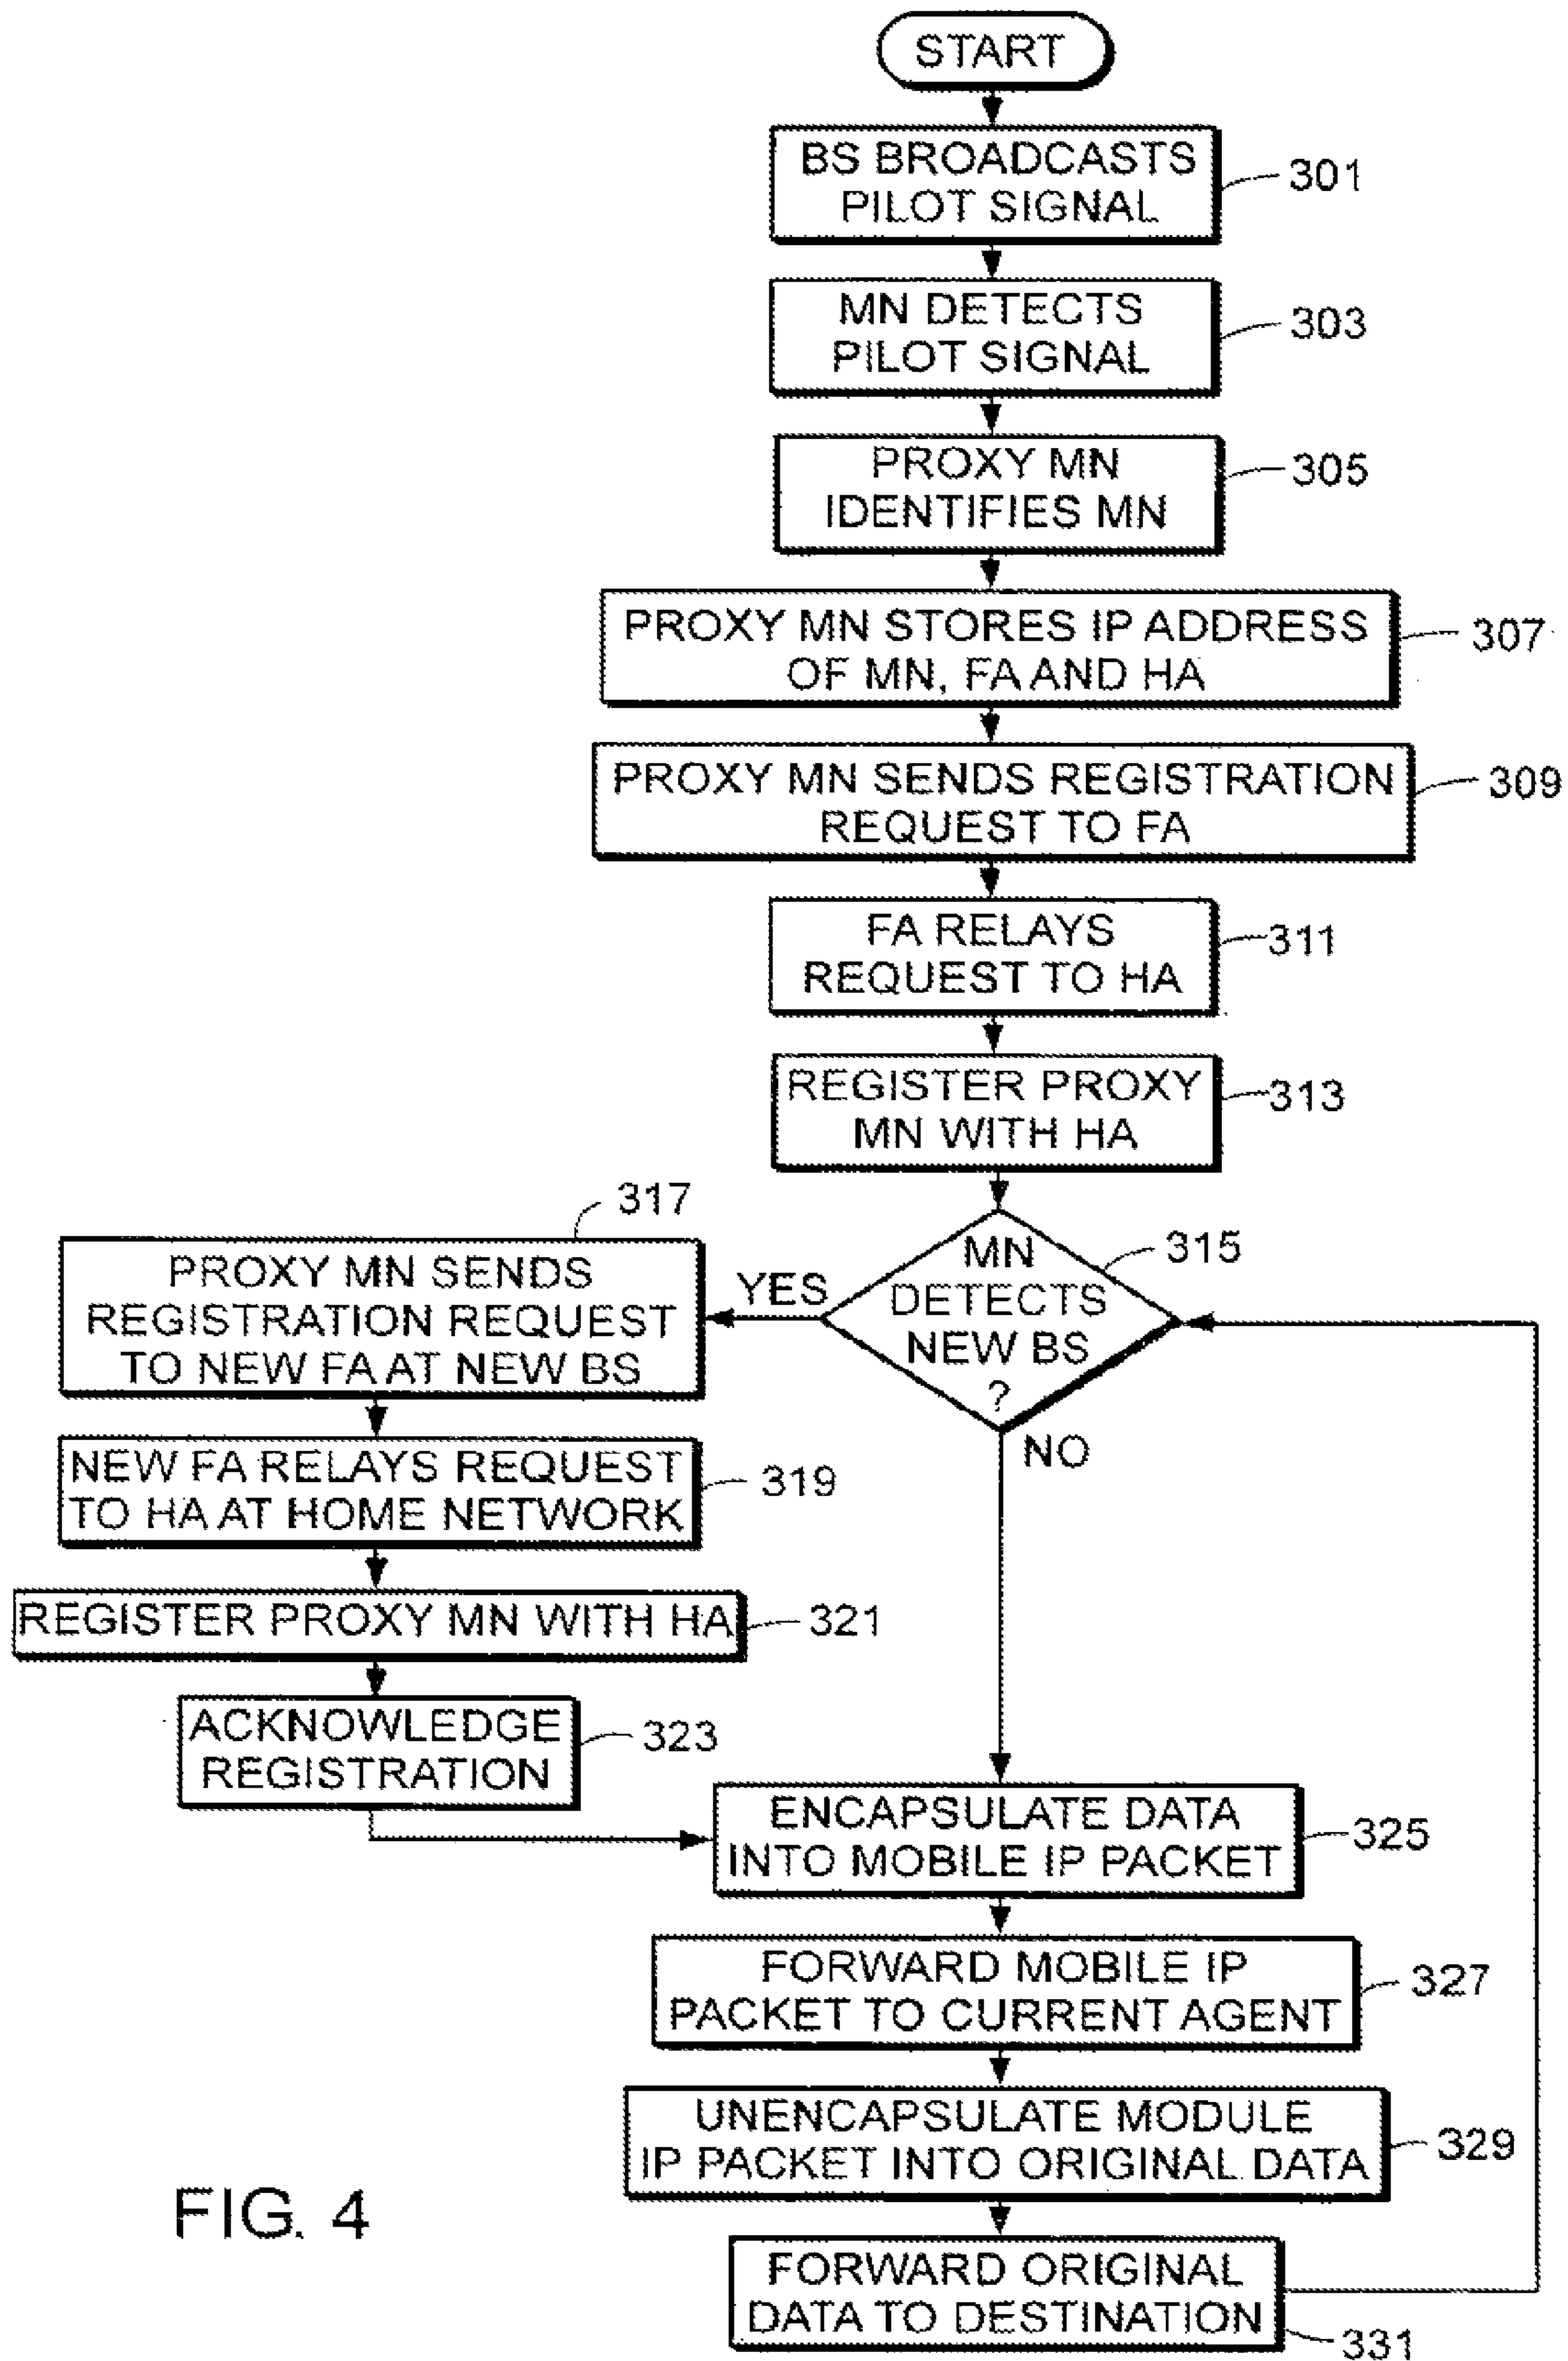 START
BS BROADCASTS
PILOT SIGNAL
301
MN DETECTS
PILOT SIGNAL
303
PROXY MN
IDENTIFIES MN
305
PROXY MN STORES IP ADDRESS
OF MN, FA AND HA
307
PROXY MN SENDS REGISTRATION
REQUEST TO FA
309
FA RELAYS
REQUEST TO HA
311
REGISTER PROXY
MN WITH HA
313
MN
DETECTS
NEW BS
?
315
YES
NO
317
PROXY MN SENDS
REGISTRATION REQUEST
TO NEW FA AT NEW BS
NEW FA RELAYS REQUEST
TO HA AT HOME NETWORK
319
REGISTER PROXY MN WITH HA
321
ACKNOWLEDGE
REGISTRATION
323
ENCAPSULATE DATA
INTO MOBILE IP PACKET
325
FORWARD MOBILE IP
PACKET TO CURRENT AGENT
327
UNENCAPSULATE MODULE
IP PACKET INTO ORIGINAL DATA
329
FORWARD ORIGINAL
DATA TO DESTINATION
331
FIG. 4